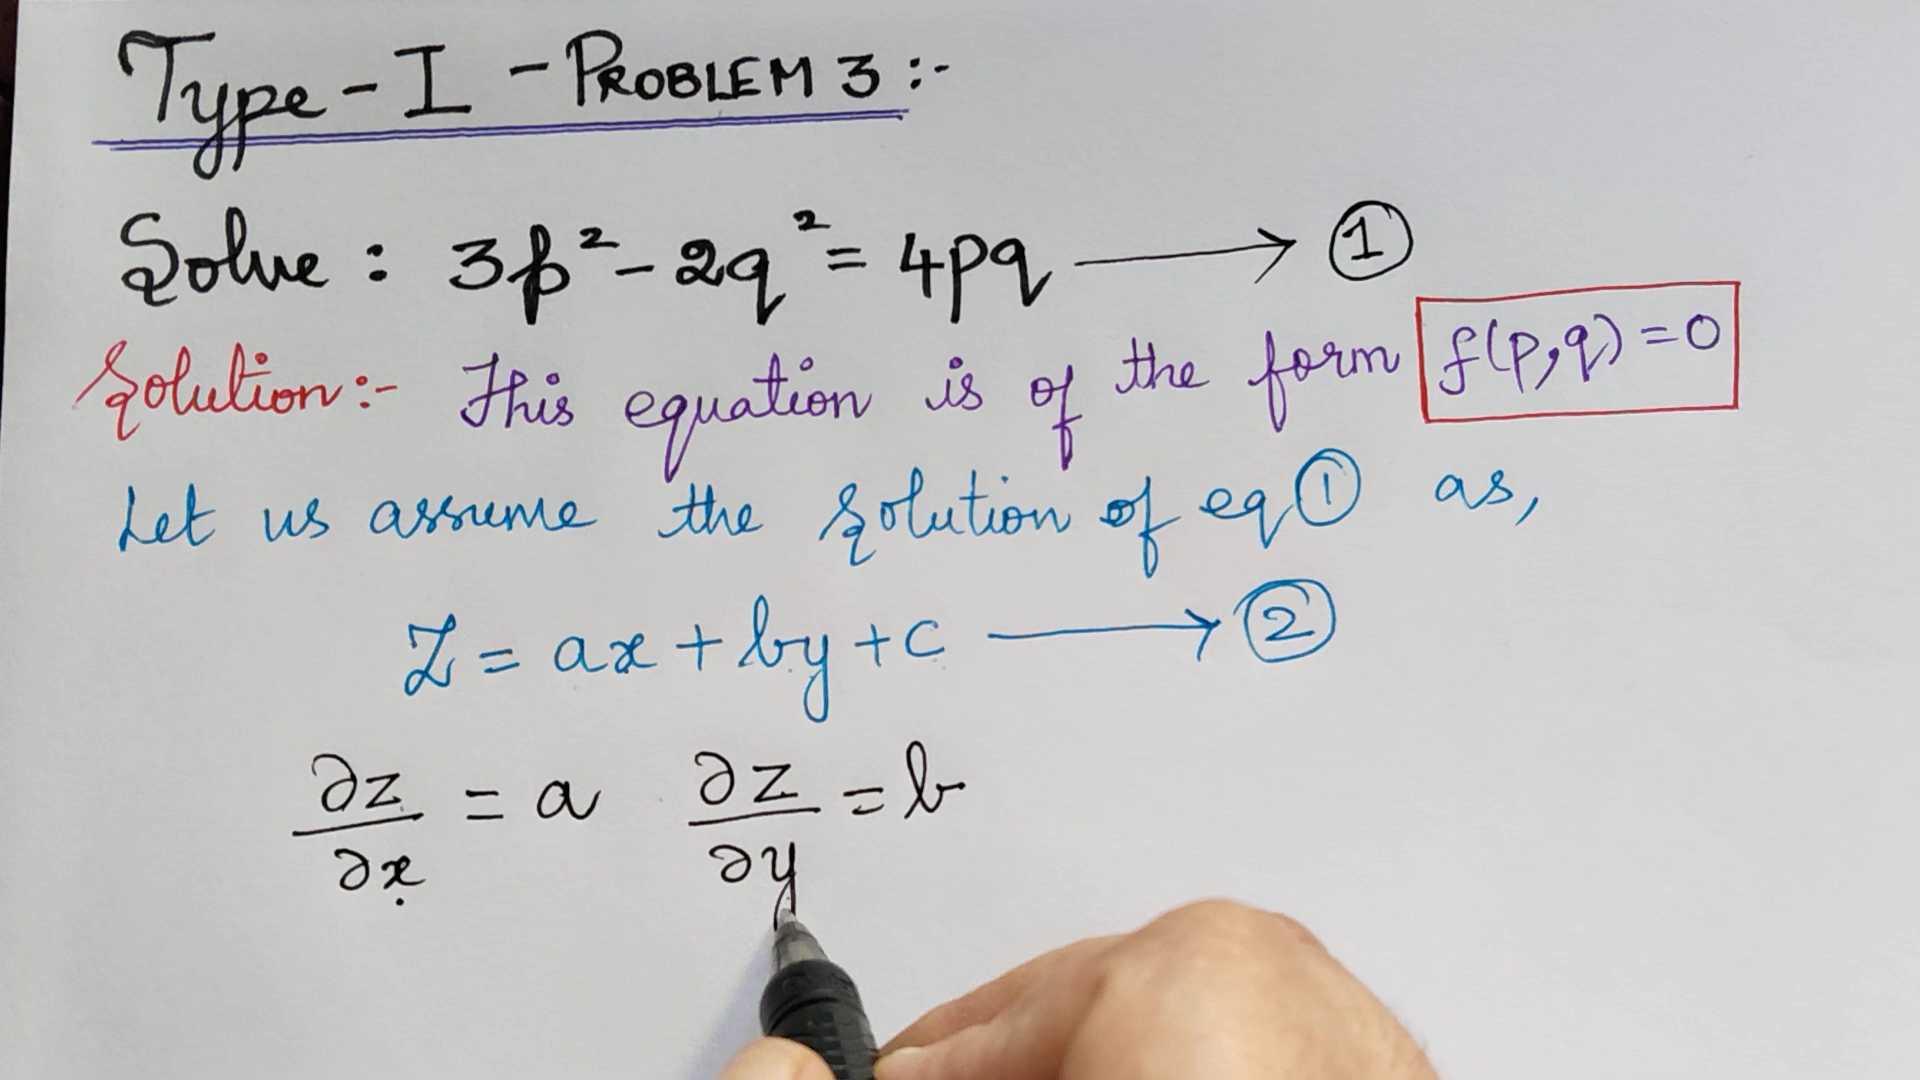 Type - I - PROBLEM 3 :-
Solve : 3p² - 2q² = 4pq → ①
Solution:- This equation is of the form f(p,q) = 0
Let us assume the solution of eq ① as,
Z = ax + by + c → ②
∂z/∂x = a ∂z/∂y = b